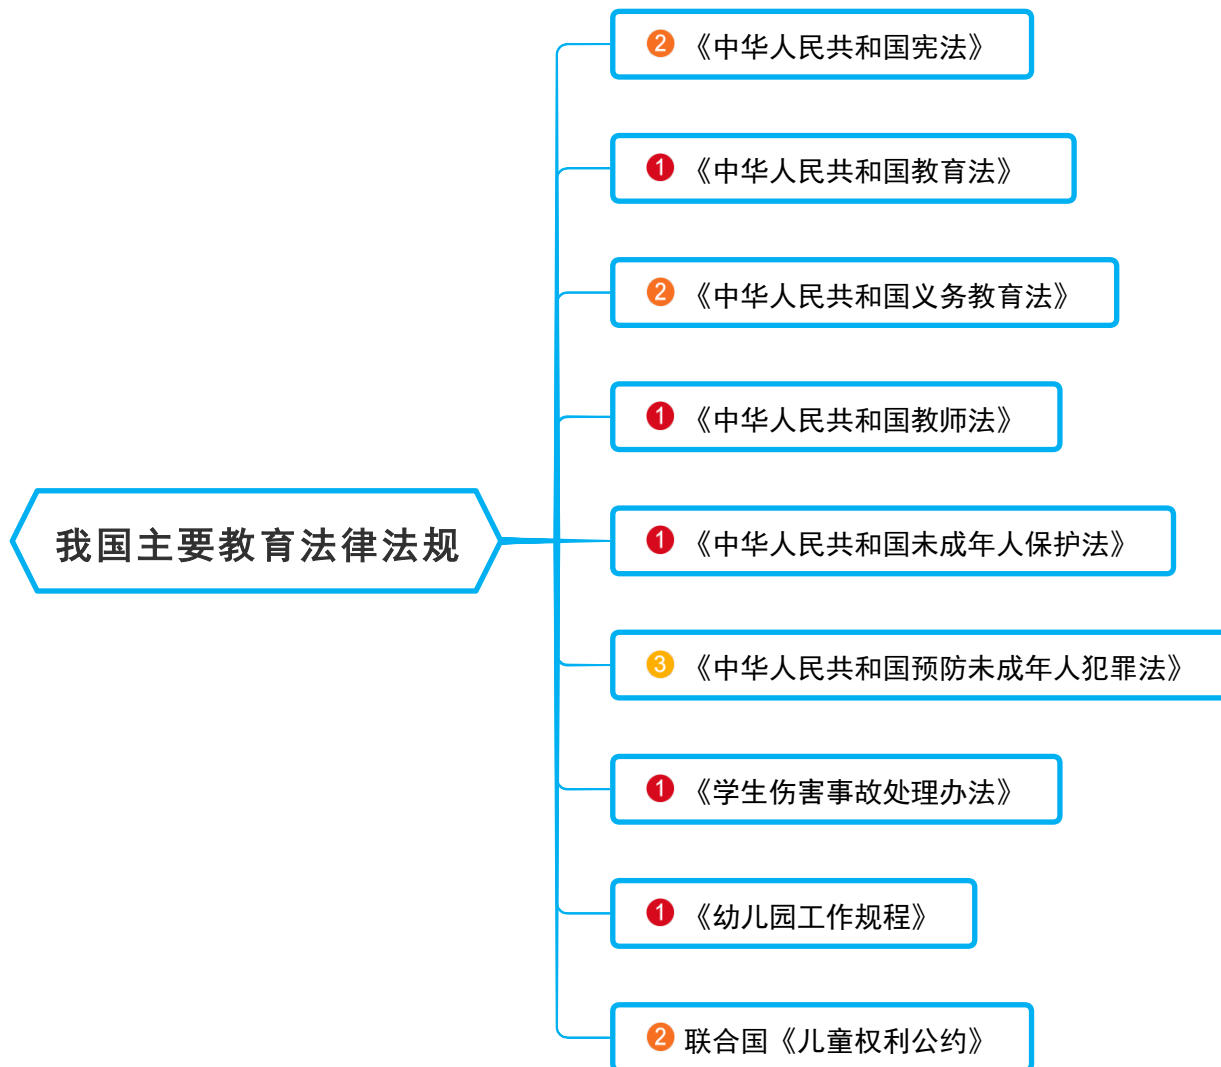 我国主要教育法律法规
2 《中华人民共和国宪法》
1 《中华人民共和国教育法》
2 《中华人民共和国义务教育法》
1 《中华人民共和国教师法》
1 《中华人民共和国未成年人保护法》
3 《中华人民共和国预防未成年人犯罪法》
1 《学生伤害事故处理办法》
1 《幼儿园工作规程》
2 联合国《儿童权利公约》